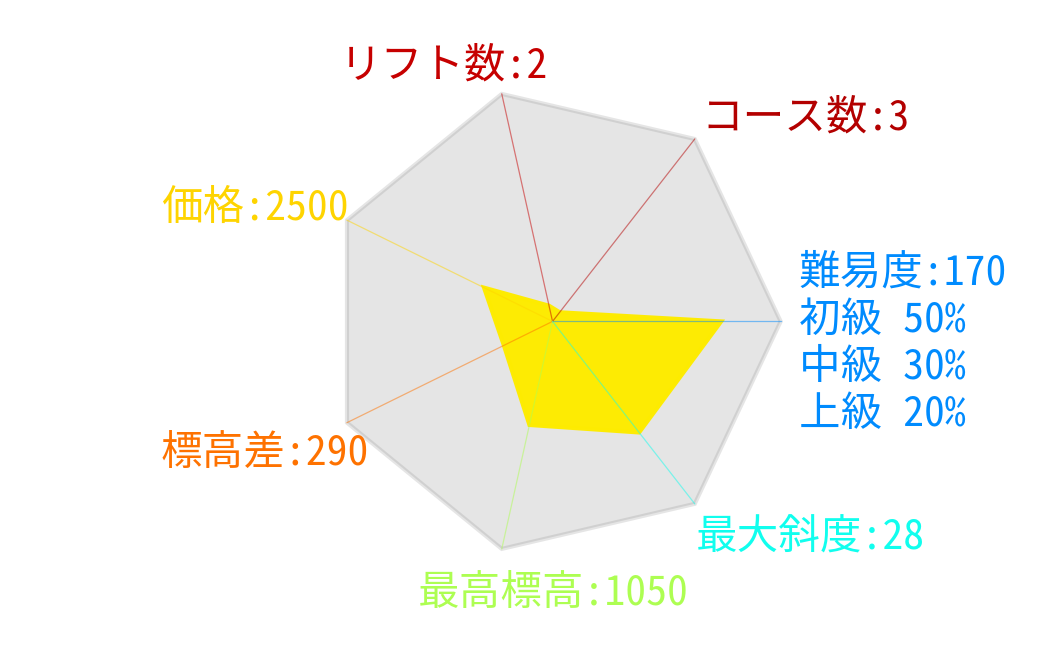 リフト数:2
コース数:3
価格:2500
難易度:170
初級 50%
中級 30%
上級 20%
標高差:290
最大斜度:28
最高標高:1050